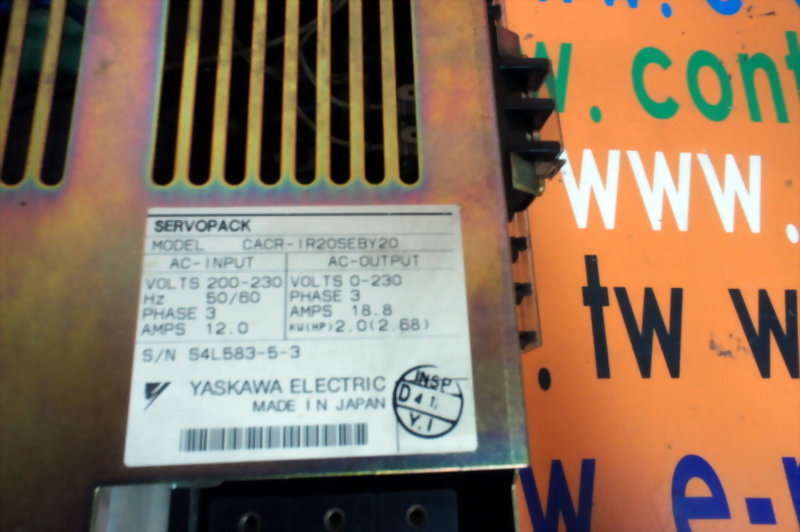 SERVOPACK
MODEL CACR-IR20SEBY20
AC-INPUT AC-OUTPUT
VOLTS 200-230 VOLTS 0-230
Hz 50/60 PHASE 3
PHASE 3 AMPS 18.8
AMPS 12.0 KW(HP) 2.0(2.68)
S/N S4L583-5-3
YASKAWA ELECTRIC
MADE IN JAPAN
INSP
D 4 1
Y.I
w.cont
www.
.tw w